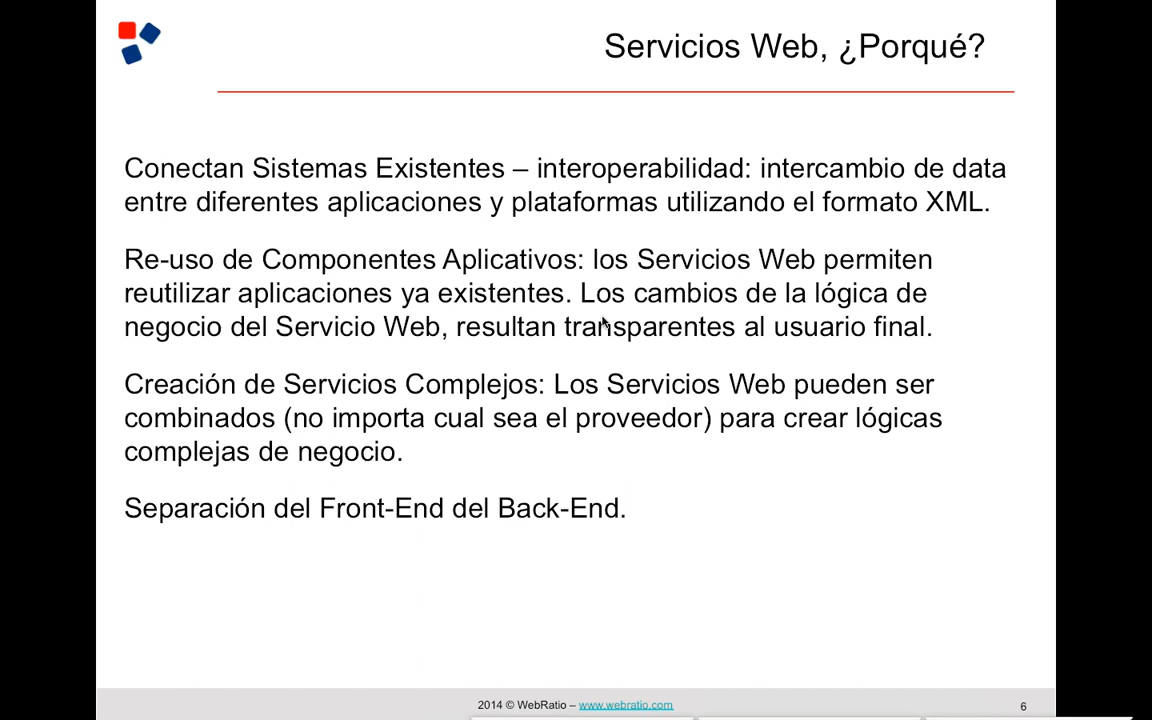 Servicios Web, ¿Porqué?
Conectan Sistemas Existentes – interoperabilidad: intercambio de data
entre diferentes aplicaciones y plataformas utilizando el formato XML.
Re-uso de Componentes Aplicativos: los Servicios Web permiten
reutilizar aplicaciones ya existentes. Los cambios de la lógica de
negocio del Servicio Web, resultan transparentes al usuario final.
Creación de Servicios Complejos: Los Servicios Web pueden ser
combinados (no importa cual sea el proveedor) para crear lógicas
complejas de negocio.
Separación del Front-End del Back-End.
2014 © WebRatio – www.webratio.com
6